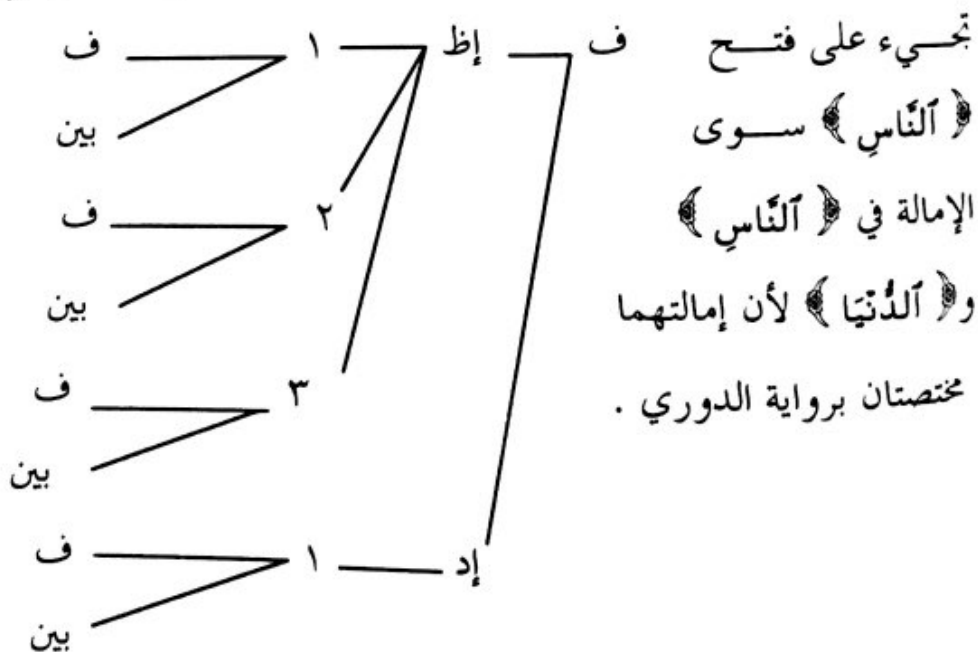 تجيء على فتح ف إظ ١ ف
﴿ ٱلنَّاسِ ﴾ سوى بين
الإمالة في ﴿ ٱلنَّاسِ ﴾ ٢ ف
و﴿ ٱلدُّنْيَا ﴾ لأن إمالتهما بين
مختصتان برواية الدوري . ٣ ف
بين
إد ١ ف
بين